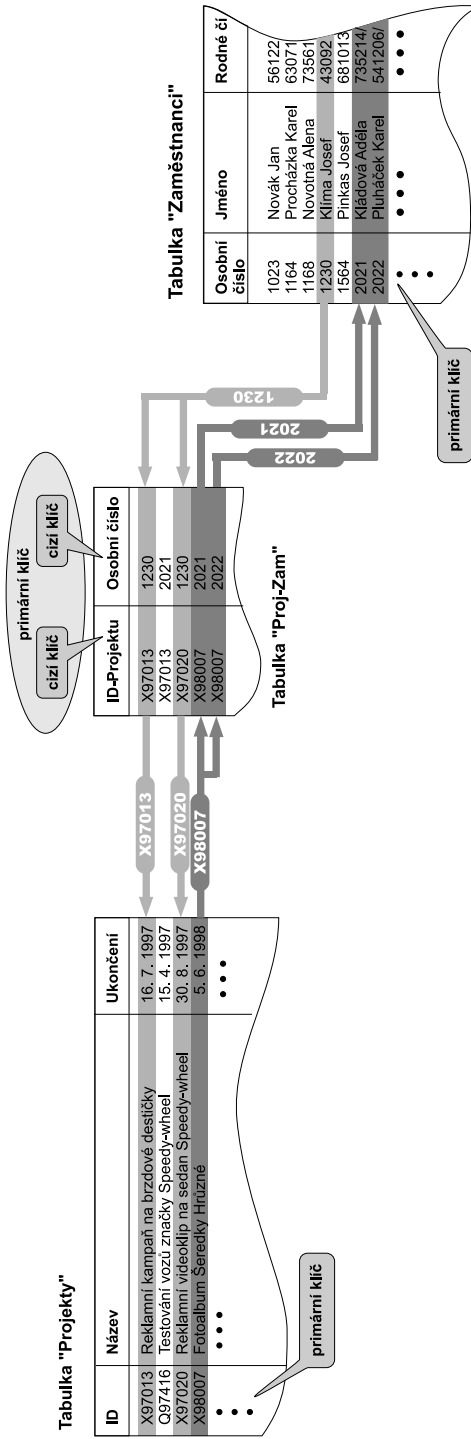 Tabulka "Projekty"
ID Název Ukončení
X97013 Reklamní kampaň na brzdové destičky 16. 7. 1997
Q97416 Testování vozů značky Speedy-wheel 15. 4. 1997
X97020 Reklamní videoklip na sedan Speedy-wheel 30. 8. 1997
X98007 Fotoalbum Šeredky Hrůzné 5. 6. 1998
primární klíč
X97013
X97020
X98007
primární klíč
cizí klíč cizí klíč
ID-Projektu Osobní číslo
X97013 1230
X97013 2021
X97020 1230
X98007 2021
X98007 2022
Tabulka "Proj-Zam"
1230
2021
2022
Tabulka "Zaměstnanci"
Osobní číslo Jméno Rodné čí
1023 Novák Jan 56122
1164 Procházka Karel 63071
1168 Novotná Alena 73561
1230 Klíma Josef 43092
1564 Pinkas Josef 681013
2021 Kládová Adéla 735214/
2022 Pluháček Karel 541206/
primární klíč